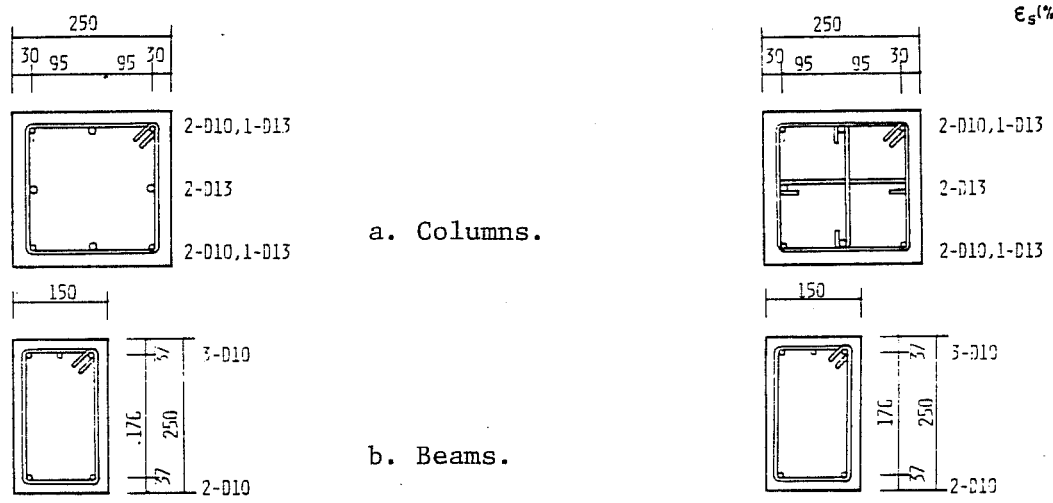 εs(%
250
30 95 95 30
2-D10,1-D13
2-D13
2-D10,1-D13
250
30 95 95 30
2-D10,1-D13
2-D13
2-D10,1-D13
a. Columns.
150
3-D10
37
170
250
37
2-D10
150
3-D10
37
170
250
37
2-D10
b. Beams.